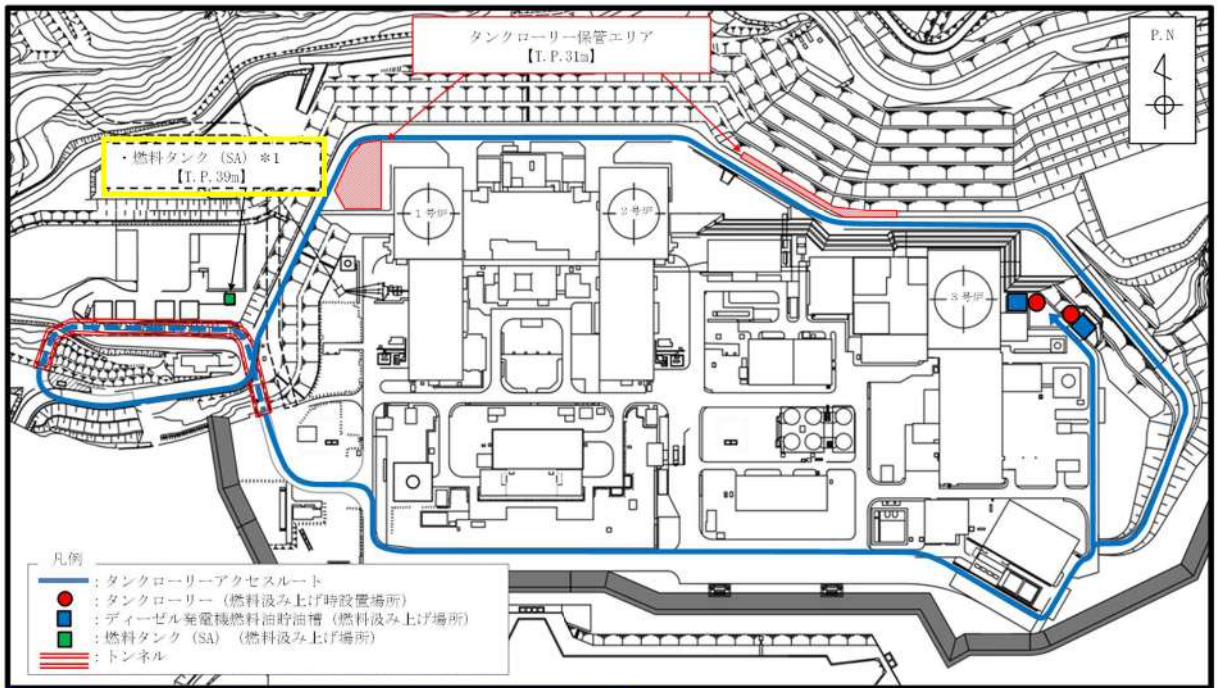 タンクローリー保管エリア
【T.P.31m】
P.N
・燃料タンク (SA) *1
【T.P.39m】
1号炉
2号炉
3号炉
凡例
: タンクローリーアクセスルート
: タンクローリー (燃料汲み上げ時設置場所)
: ディーゼル発電機燃料油貯油槽 (燃料汲み上げ場所)
: 燃料タンク (SA) (燃料汲み上げ場所)
: トンネル